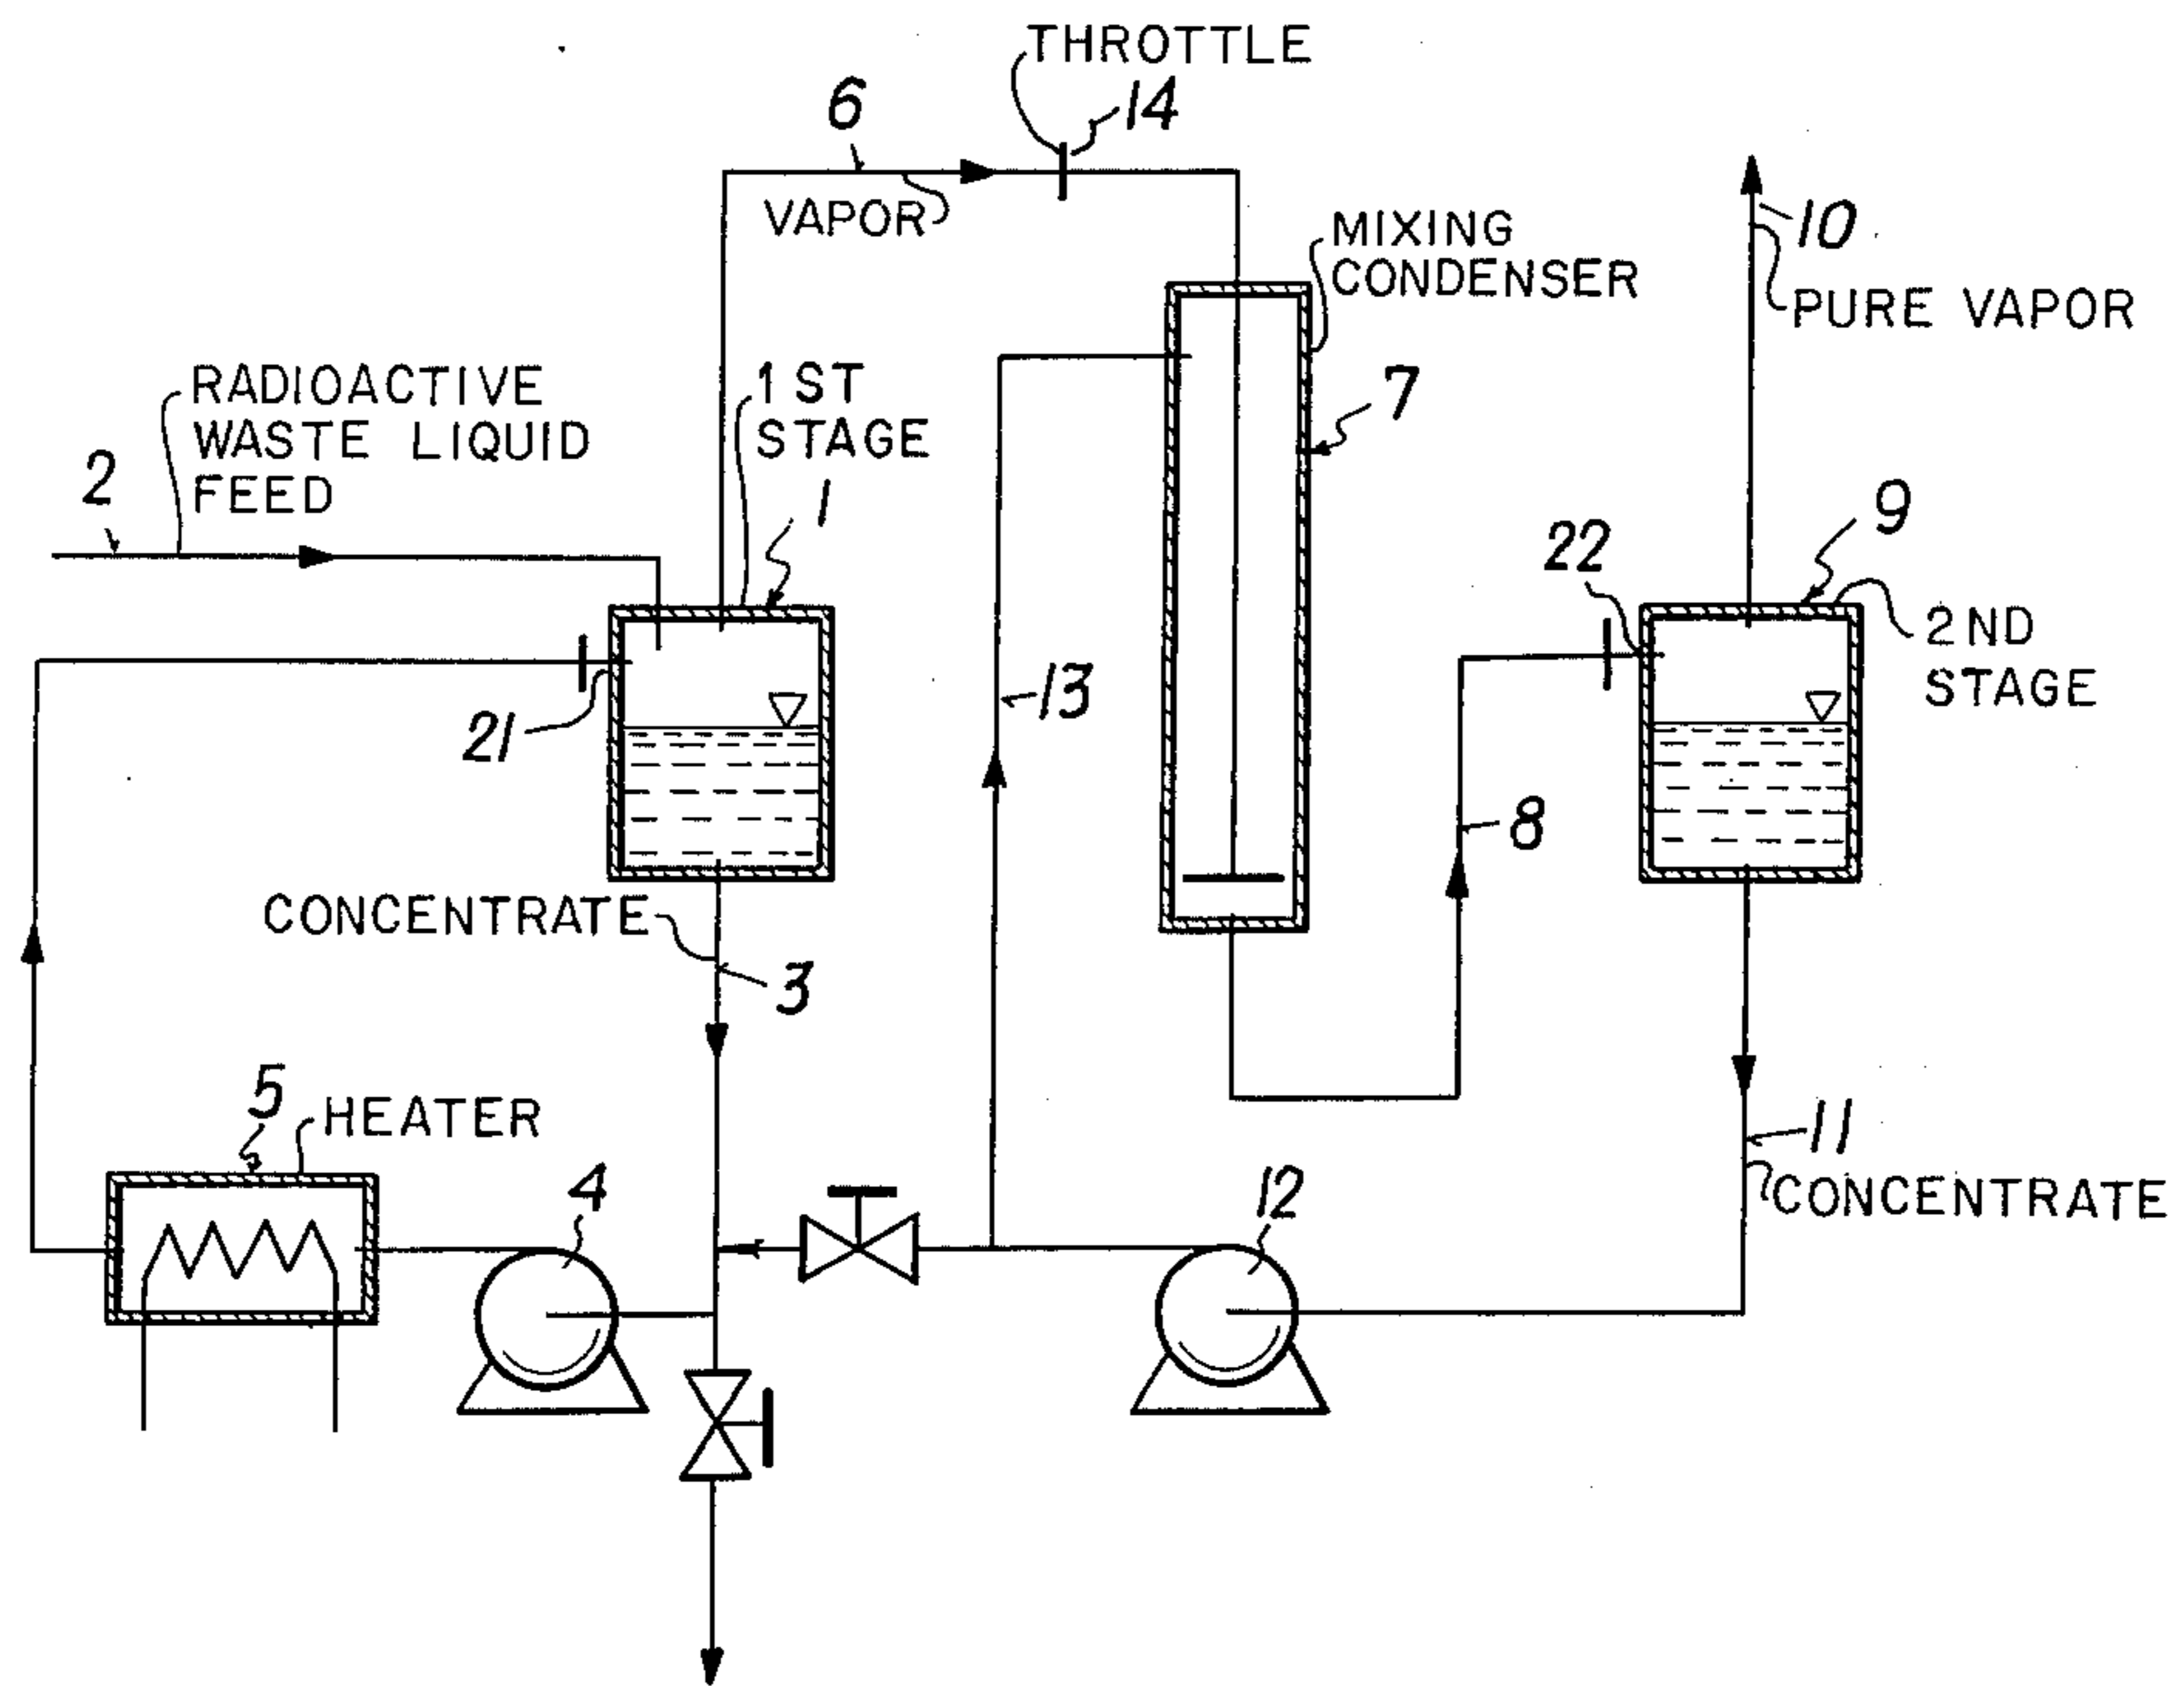 THROTTLE
14
6
VAPOR
10
PURE VAPOR
MIXING
CONDENSER
7
RADIOACTIVE
WASTE LIQUID
FEED
2
1 ST
STAGE
1
9
22
2ND
STAGE
21
13
8
CONCENTRATE
3
5
HEATER
4
12
11
CONCENTRATE